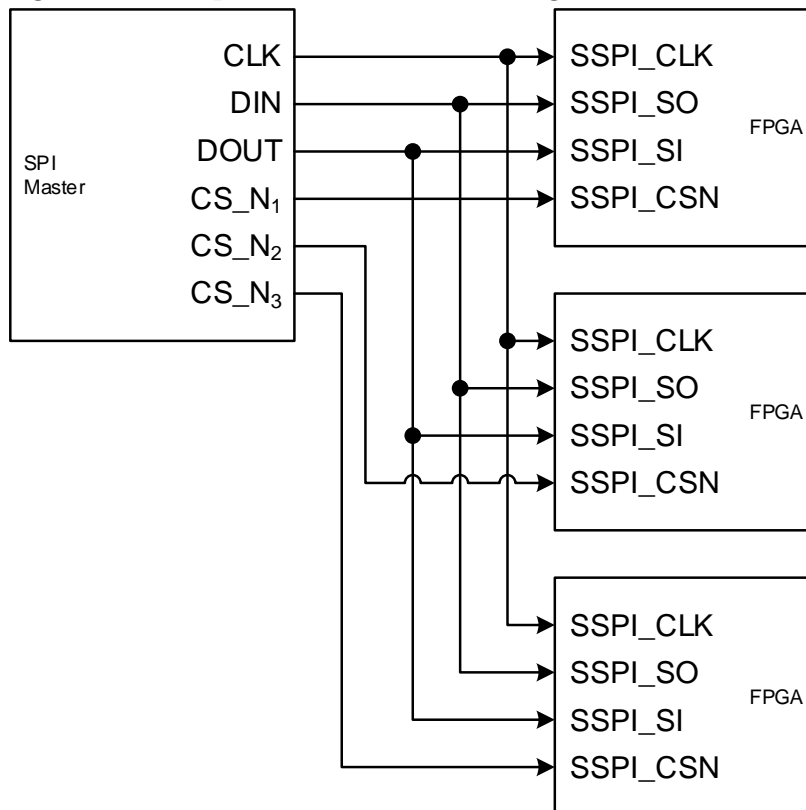 CLK
DIN
DOUT
CS_N₁
CS_N₂
CS_N₃
SPI
Master
SSPI_CLK
SSPI_SO
SSPI_SI
SSPI_CSN
FPGA
SSPI_CLK
SSPI_SO
SSPI_SI
SSPI_CSN
FPGA
SSPI_CLK
SSPI_SO
SSPI_SI
SSPI_CSN
FPGA